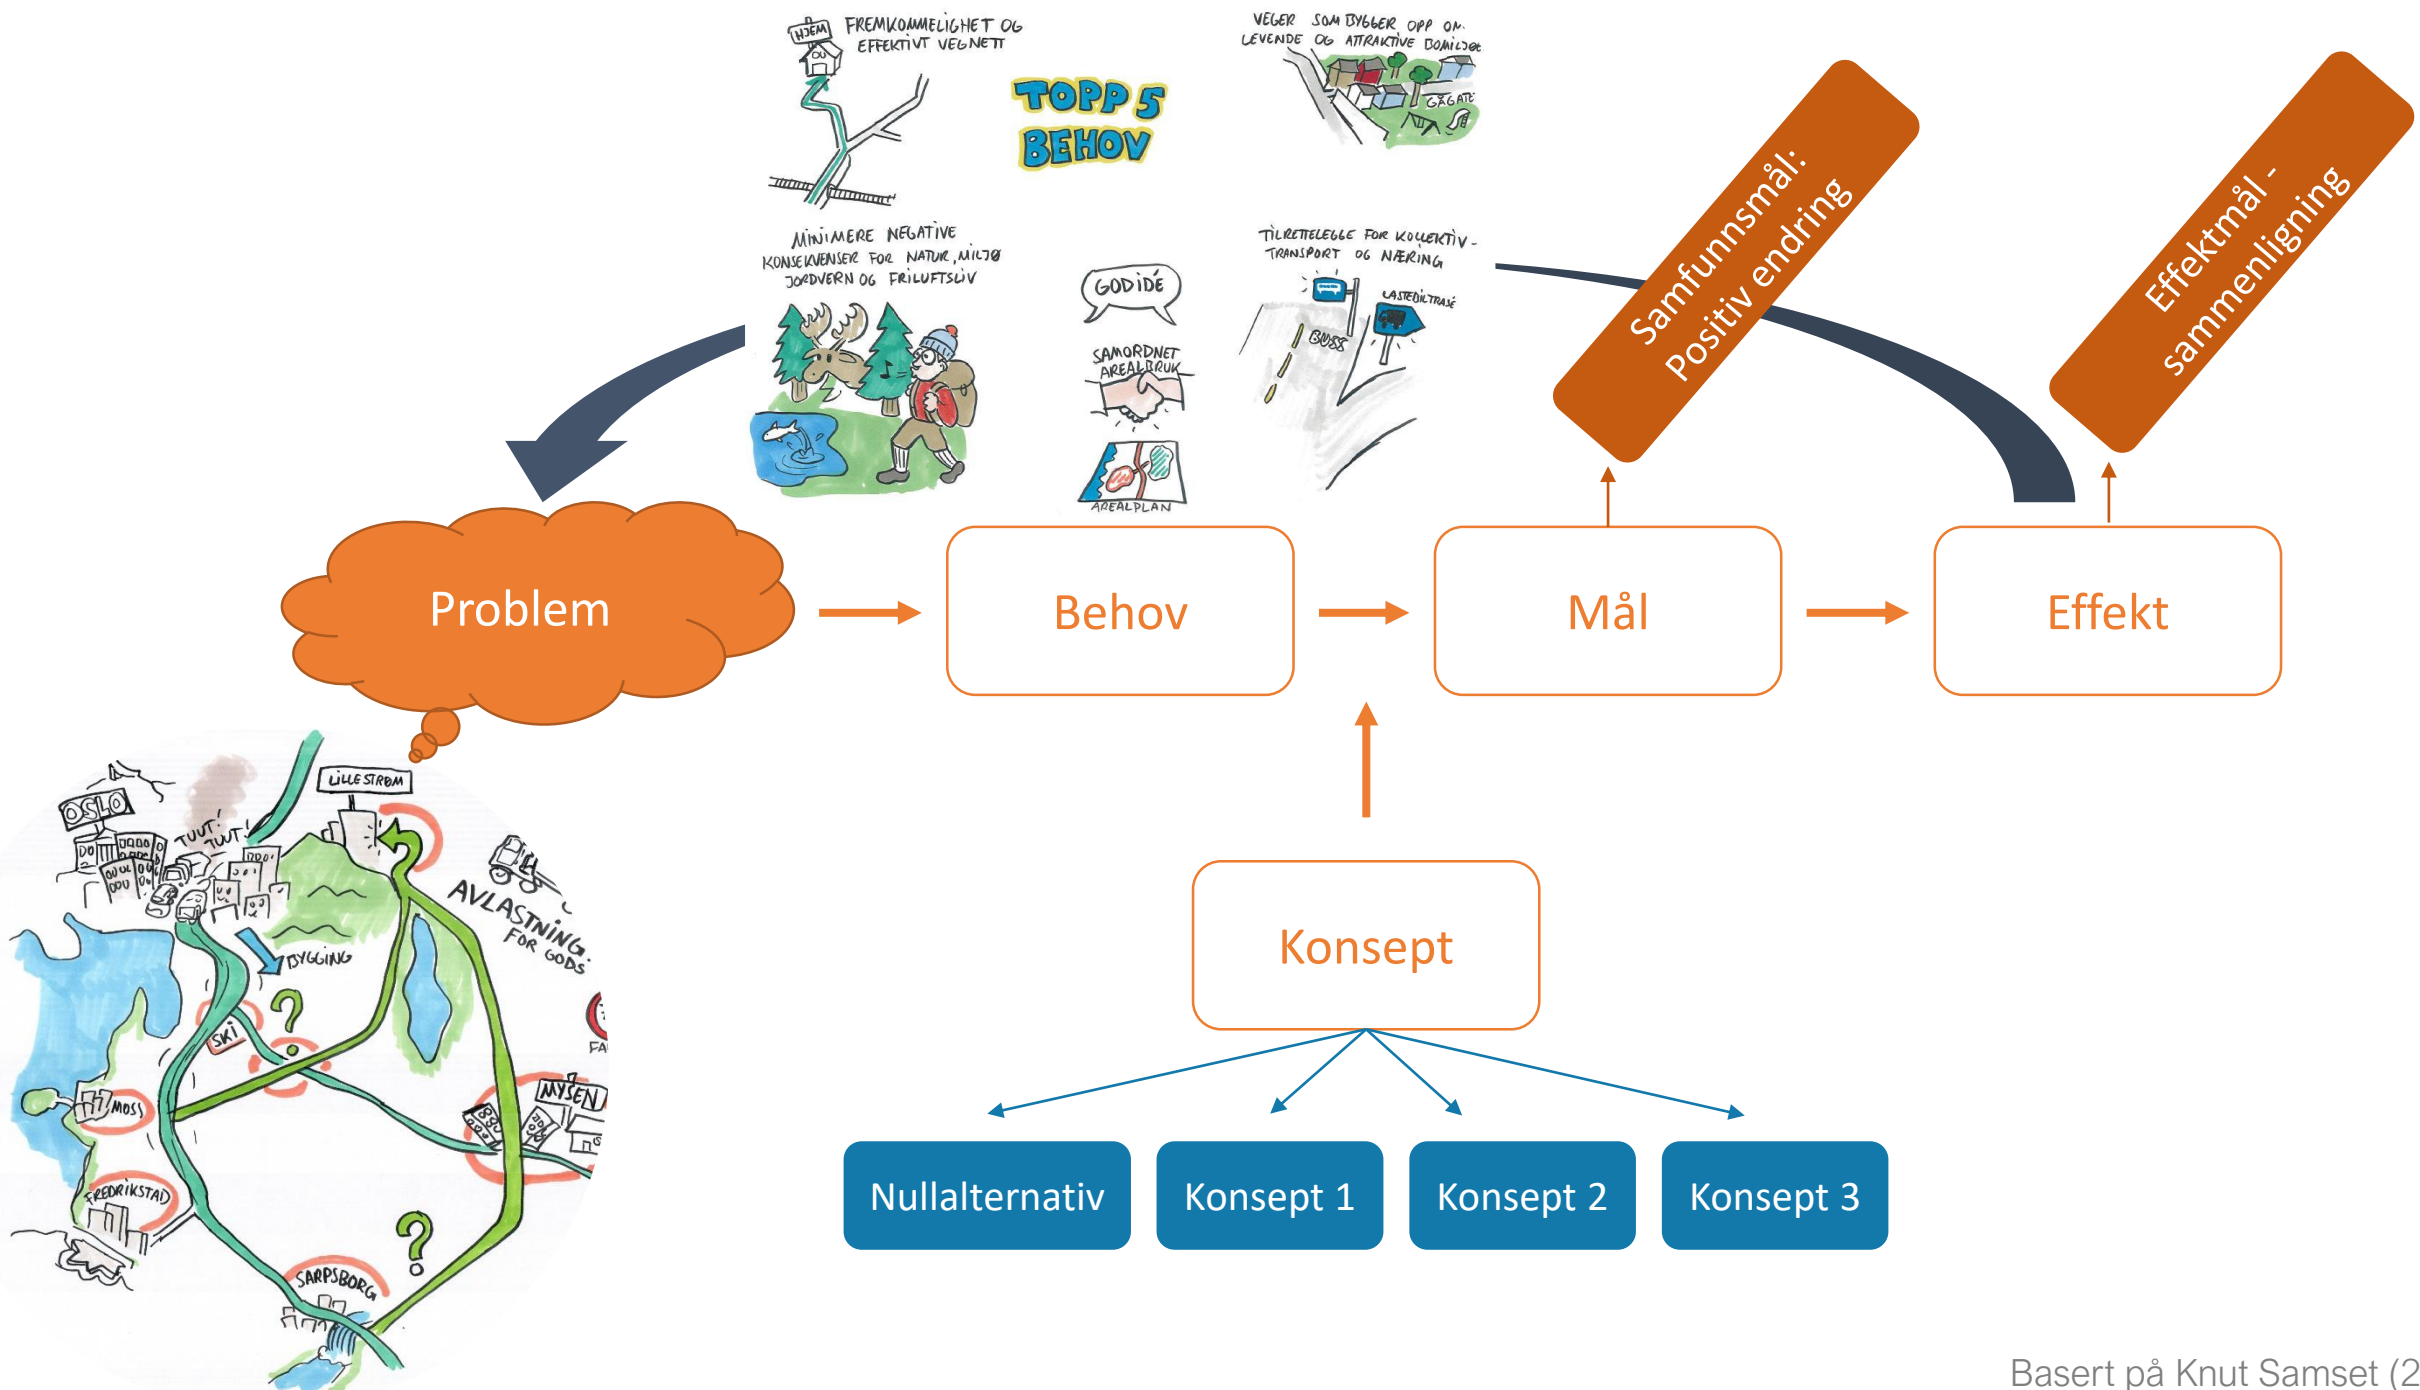 HJEM
FREMKOMMELIGHET OG
EFFEKTIVT VEGNETT
TOPP 5
BEHOV
VEGER SOM BYGGER OPP OM
LEVENDE OG ATTRAKTIVE BOMILJØE
GÅGATE
MINIMERE NEGATIVE
KONSEKVENSER FOR NATUR, MILJØ
JORDVERN OG FRILUFTSLIV
GOD IDÉ
SAMORDNET
AREALBRUK
AREALPLAN
TILRETTELEGGE FOR KOLLEKTIV-
TRANSPORT OG NÆRING
LASTEBILTRASÉ
BUSS
Samfunnsmål:
Positiv endring
Effektmål -
sammenligning
Problem
Behov
Mål
Effekt
Konsept
Nullalternativ
Konsept 1
Konsept 2
Konsept 3
LILLESTRØM
OSLO
TUUT!
TUUT!
AVLASTNING
FOR GODS
BYGGING
?
SKI
FA
MOSS
MYSEN
FREDRIKSTAD
?
SARPSBORG
Basert på Knut Samset (2